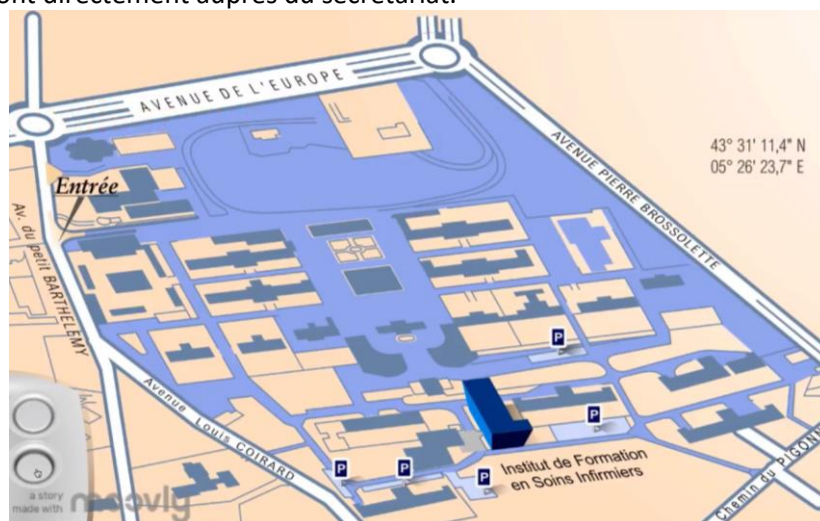 ont directement auprès du secrétariat.
AVENUE DE L'EUROPE
43° 31' 11,4" N
05° 26' 23,7" E
AVENUE PIERRE BROSSOLETTE
Entrée
Av. du petit BARTHELEMY
P
Avenue Louis COIRARD
P
P
P
P
Institut de Formation
en Soins Infirmiers
Chemin du PIGONN
a story
made with moovly